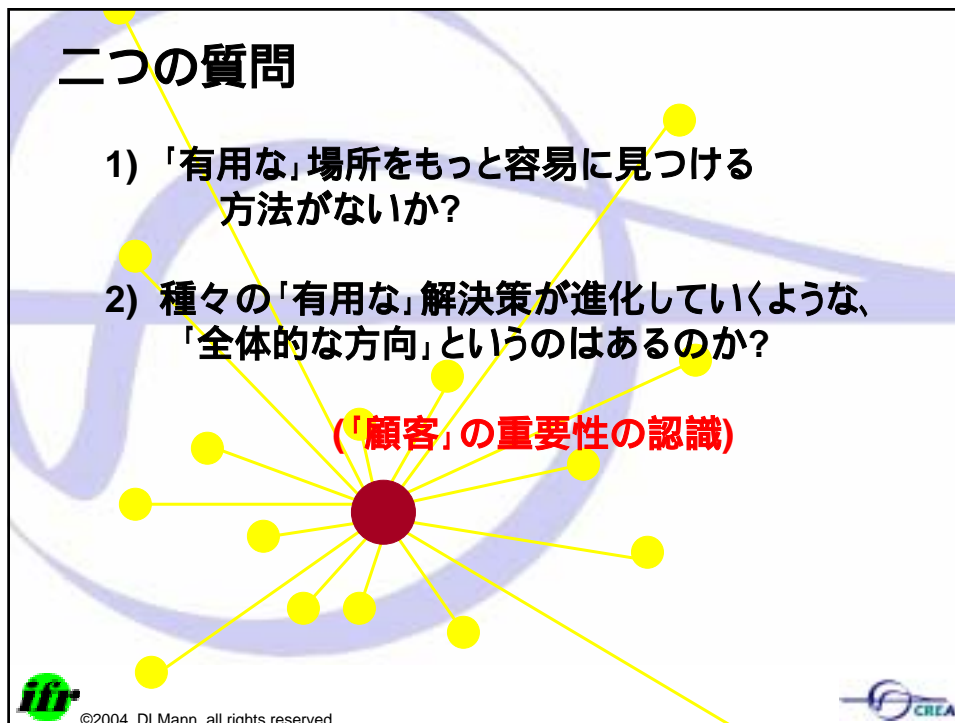 二つの質問
1) 「有用な」場所をもっと容易に見つける
方法がないか?
2) 種々の「有用な」解決策が進化していくような、
「全体的な方向」というのはあるのか?
(「顧客」の重要性の認識)
ifr
©2004, DLMann, all rights reserved
CREA